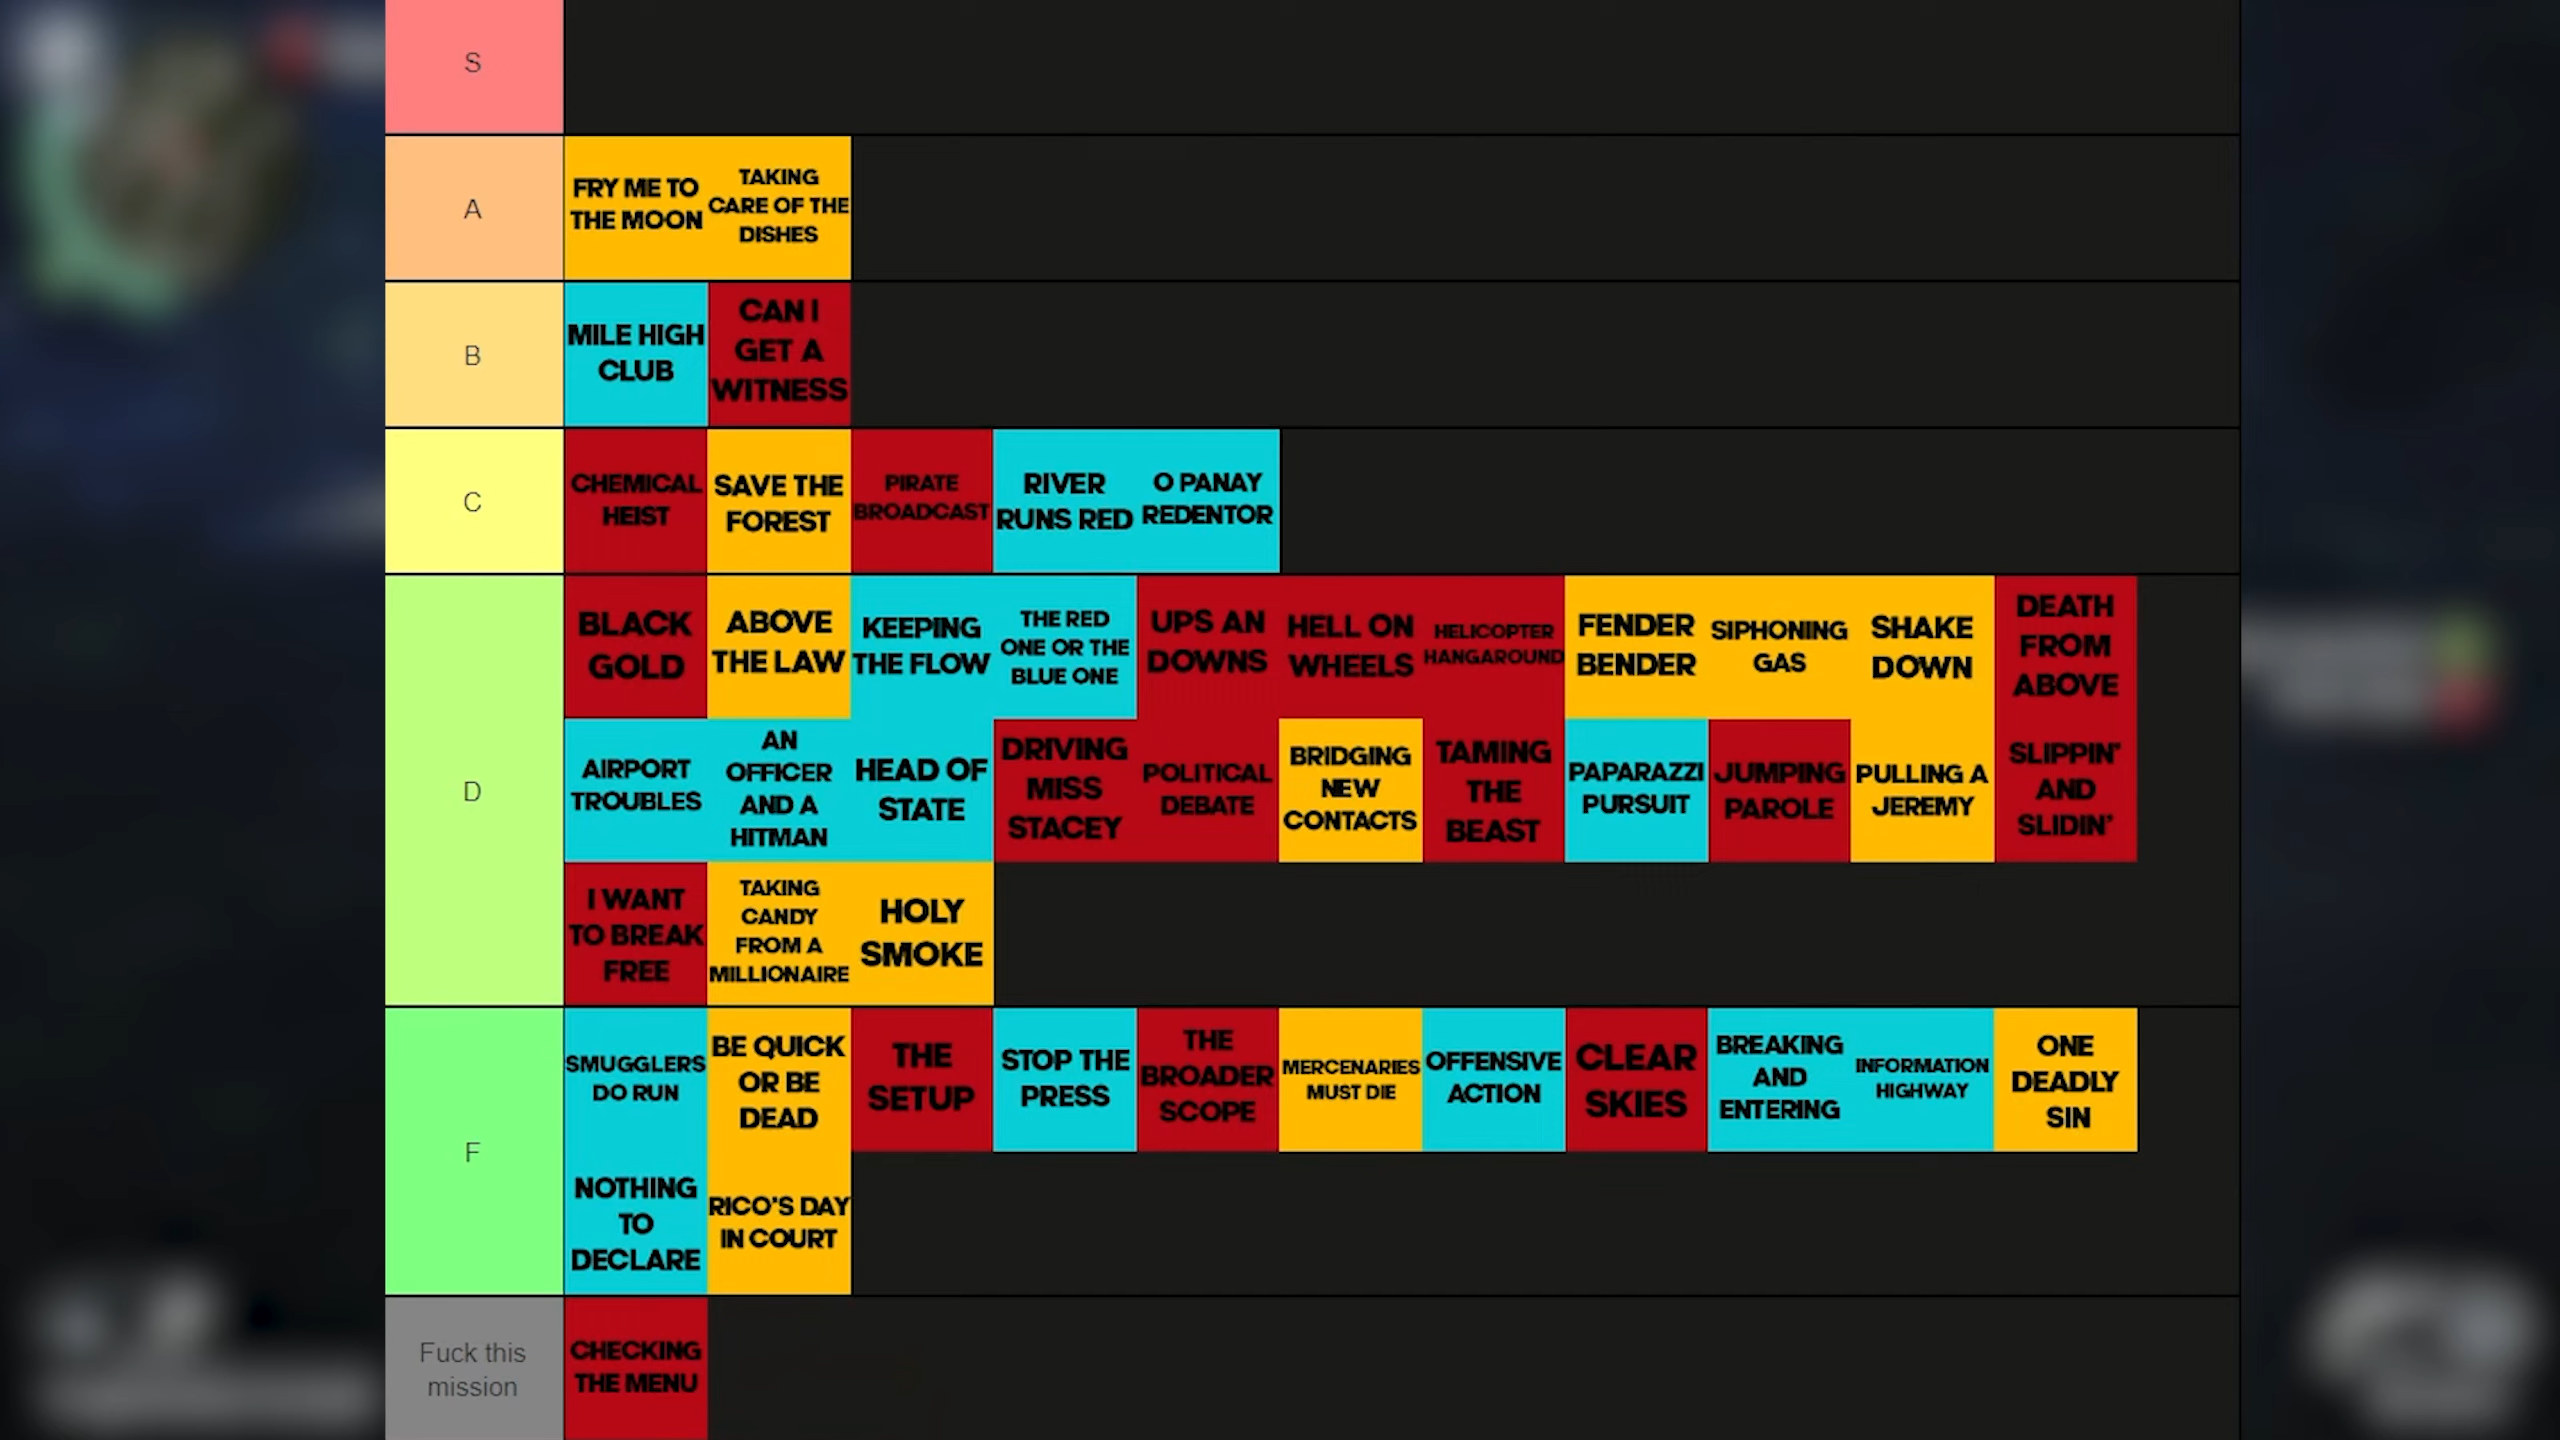 S
A
FRY ME TO
THE MOON
TAKING
CARE OF THE
DISHES
B
MILE HIGH
CLUB
CAN I
GET A
WITNESS
C
CHEMICAL
HEIST
SAVE THE
FOREST
PIRATE
BROADCAST
RIVER
RUNS RED
O PANAY
REDENTOR
D
BLACK
GOLD
ABOVE
THE LAW
KEEPING
THE FLOW
THE RED
ONE OR THE
BLUE ONE
UPS AN
DOWNS
HELL ON
WHEELS
HELICOPTER
HANGAROUND
FENDER
BENDER
SIPHONING
GAS
SHAKE
DOWN
DEATH
FROM
ABOVE
AIRPORT
TROUBLES
AN
OFFICER
AND A
HITMAN
HEAD OF
STATE
DRIVING
MISS
STACEY
POLITICAL
DEBATE
BRIDGING
NEW
CONTACTS
TAMING
THE
BEAST
PAPARAZZI
PURSUIT
JUMPING
PAROLE
PULLING A
JEREMY
SLIPPIN'
AND
SLIDIN'
I WANT
TO BREAK
FREE
TAKING
CANDY
FROM A
MILLIONAIRE
HOLY
SMOKE
F
SMUGGLERS
DO RUN
BE QUICK
OR BE
DEAD
THE
SETUP
STOP THE
PRESS
THE
BROADER
SCOPE
MERCENARIES
MUST DIE
OFFENSIVE
ACTION
CLEAR
SKIES
BREAKING
AND
ENTERING
INFORMATION
HIGHWAY
ONE
DEADLY
SIN
NOTHING
TO
DECLARE
RICO'S DAY
IN COURT
Fuck this
mission
CHECKING
THE MENU